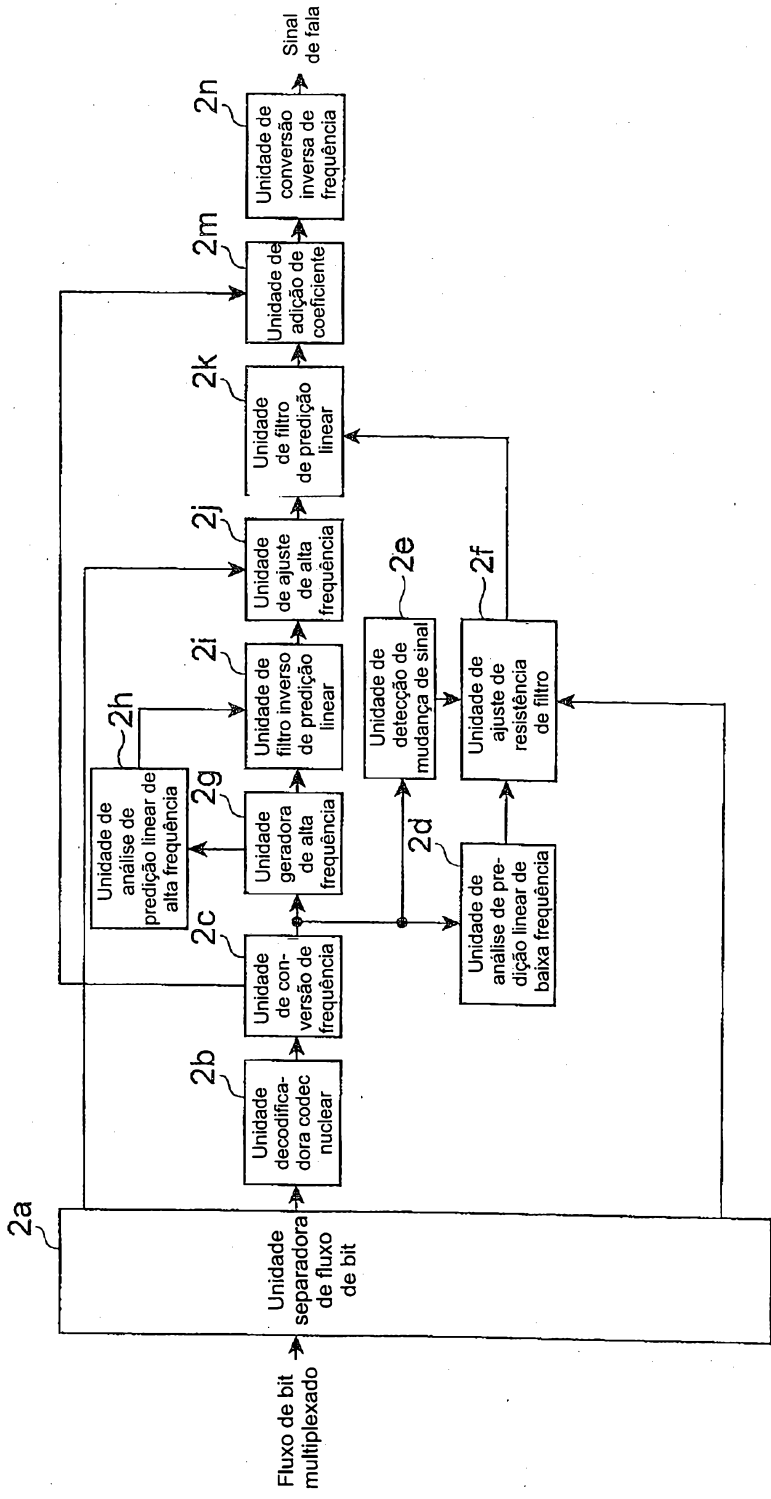 Fluxo de bit
multiplexado
2a
Unidade
separadora
de fluxo
de bit
2b
Unidade
decodifica-
dora codec
nuclear
2c
Unidade
de con-
versão de
frequência
2g
Unidade
geradora
de alta
frequência
2h
Unidade de
análise de
predição linear de
alta frequência
2i
Unidade de
filtro inverso
de predição
linear
2j
Unidade
de ajuste
de alta
frequência
2k
Unidade
de filtro
de predição
linear
2m
Unidade de
adição de
coeficiente
2n
Unidade de
conversão
inversa de
frequência
Sinal
de fala
2d
Unidade de
análise de pre-
dição linear de
baixa frequência
2e
Unidade de
detecção de
mudança de sinal
2f
Unidade de
ajuste de
resistência
de filtro